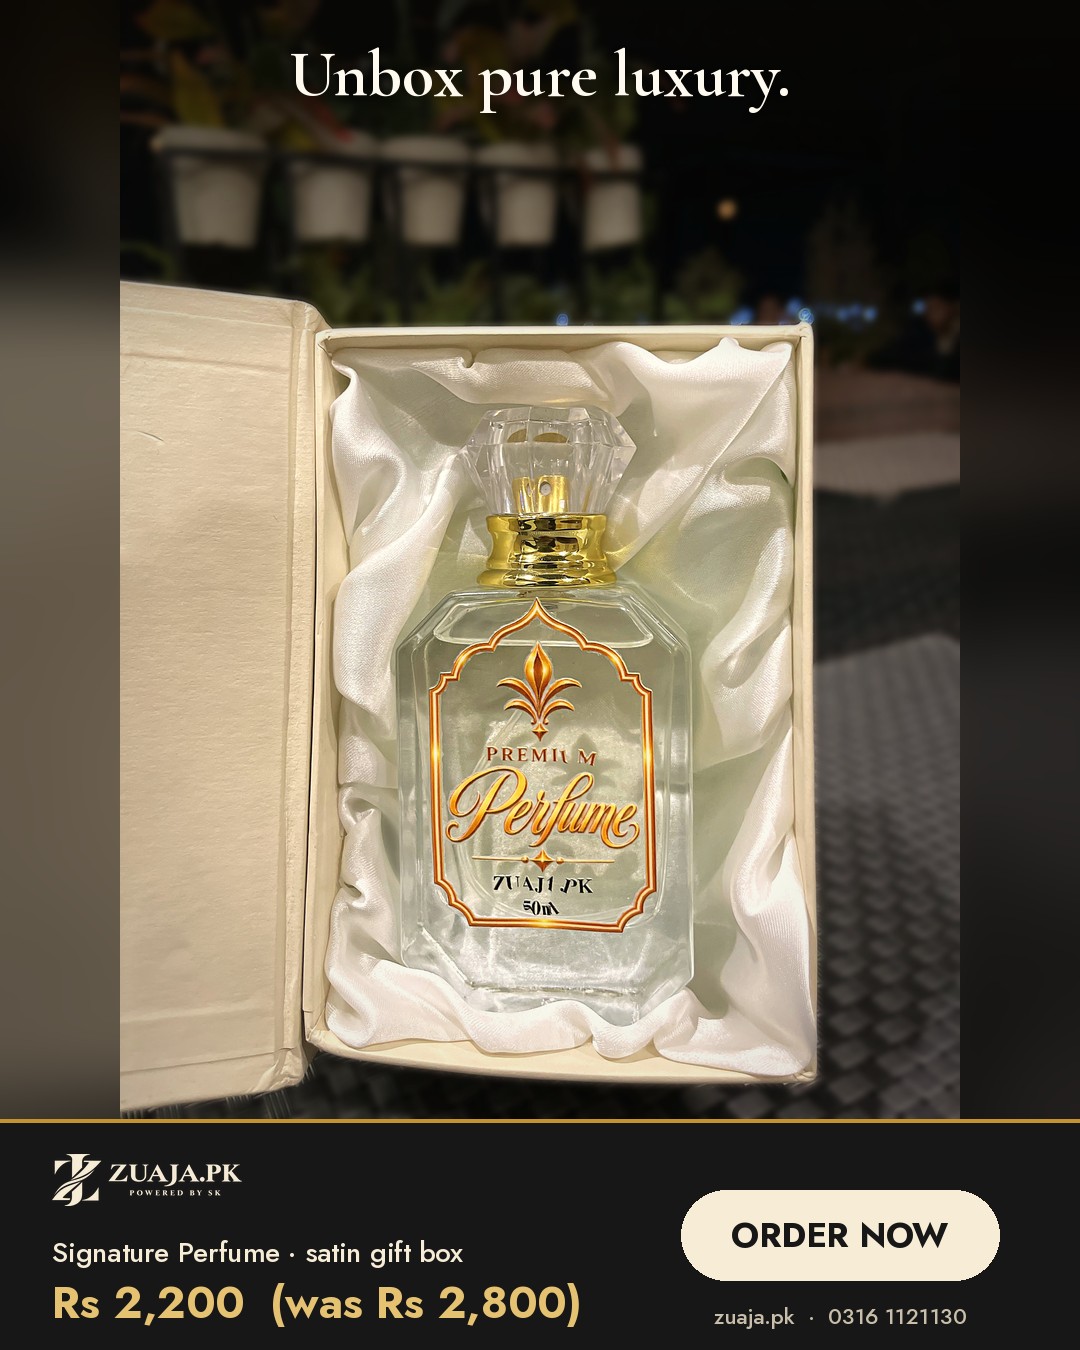 Unbox pure luxury.
PREMIUM
Perfume
50ml
ZUAJA.PK
POWERED BY SK
Signature Perfume · satin gift box
Rs 2,200 (was Rs 2,800)
ORDER NOW
zuaja.pk · 0316 1121130